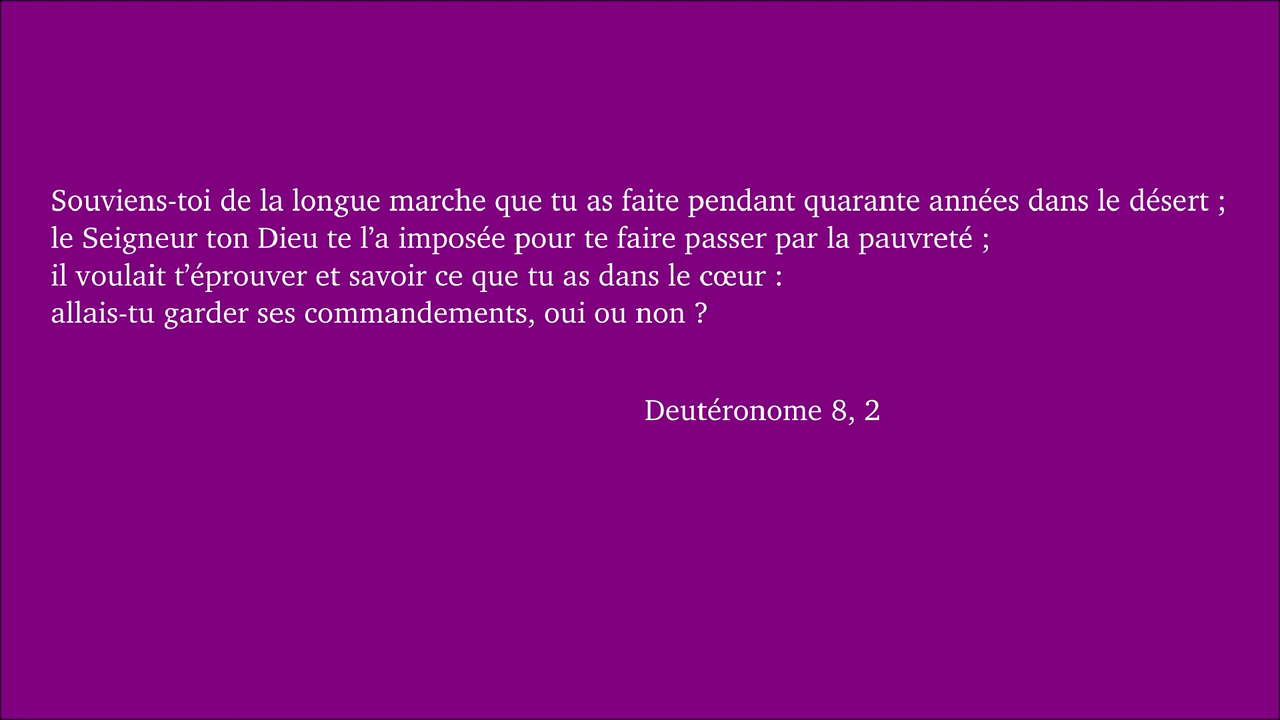 Souviens-toi de la longue marche que tu as faite pendant quarante années dans le désert ;
le Seigneur ton Dieu te l’a imposée pour te faire passer par la pauvreté ;
il voulait t’éprouver et savoir ce que tu as dans le cœur :
allais-tu garder ses commandements, oui ou non ?
Deutéronome 8, 2